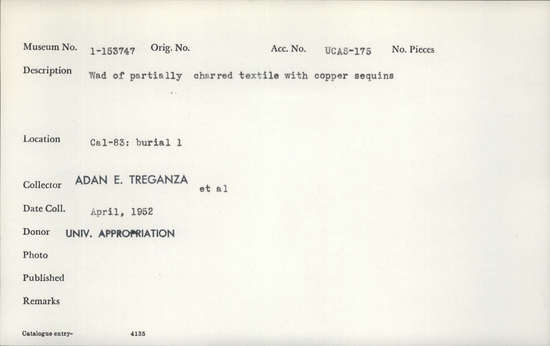 Museum No. 1-153747 Orig. No. Acc. No. UCAS-175 No. Pieces
Description Wad of partially charred textile with copper sequins
Location Cal-83: burial 1
Collector ADAN E. TREGANZA et al
Date Coll. April, 1952
Donor UNIV. APPROPRIATION
Photo
Published
Remarks
Catalogue entry- 4135